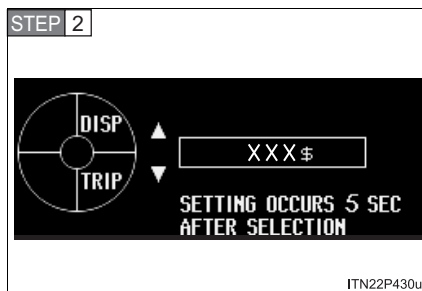 STEP 2
DISP
TRIP
▲
▼
XXX$
SETTING OCCURS 5 SEC
AFTER SELECTION
ITN22P430u